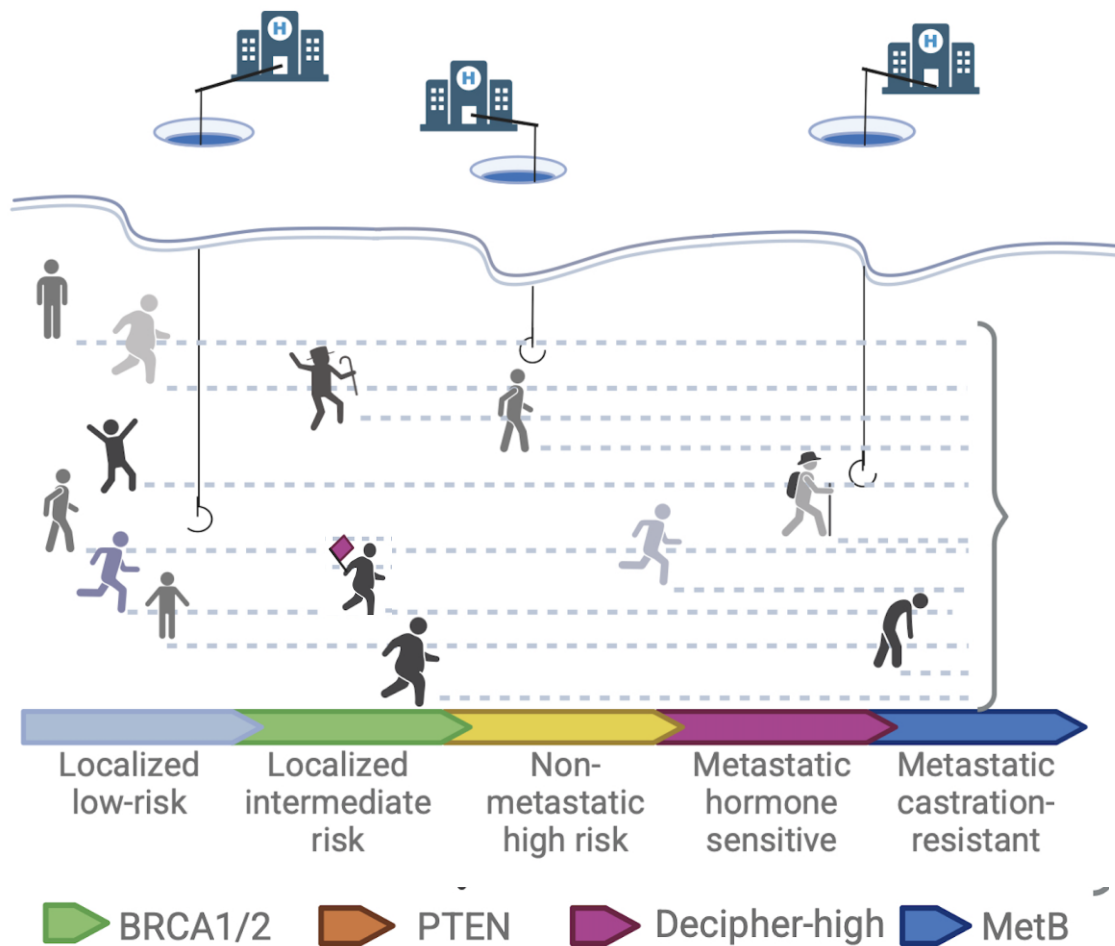 H
H
H
Localized
low-risk
Localized
intermediate
risk
Non-
metastatic
high risk
Metastatic
hormone
sensitive
Metastatic
castration-
resistant
BRCA1/2
PTEN
Decipher-high
MetB